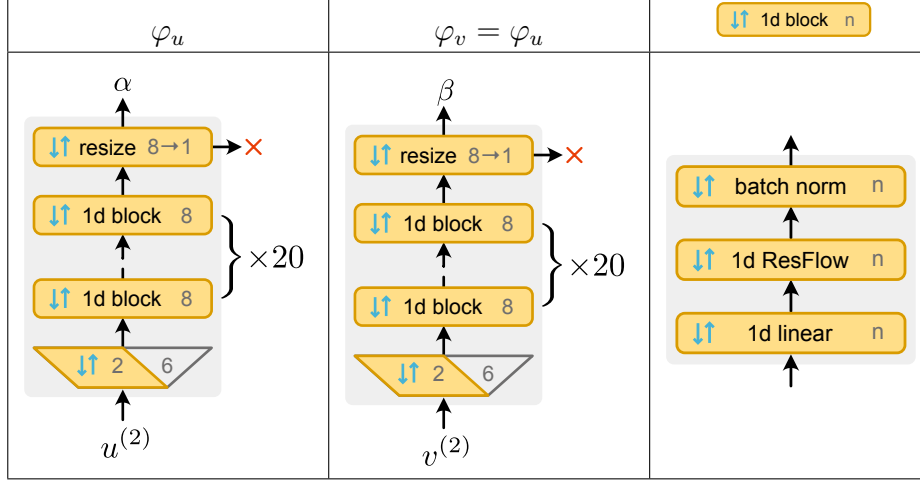 φ_u
φ_v = φ_u
↓↑ 1d block n
α
↓↑ resize 8→1 ×
↓↑ 1d block 8
↓↑ 1d block 8
} ×20
↓↑ 2 6
u^(2)
β
↓↑ resize 8→1 ×
↓↑ 1d block 8
↓↑ 1d block 8
} ×20
↓↑ 2 6
v^(2)
↓↑ batch norm n
↓↑ 1d ResFlow n
↓↑ 1d linear n